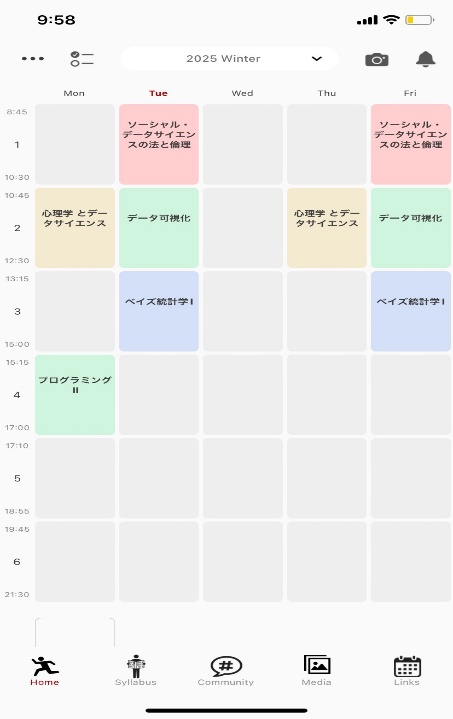 9:58
2025 Winter
Mon Tue Wed Thu Fri
8:45
1
10:30
ソーシャル・
データサイエン
スの法と倫理
ソーシャル・
データサイエン
スの法と倫理
10:45
2
12:30
心理学 とデー
タサイエンス
データ可視化
心理学 とデー
タサイエンス
データ可視化
13:15
3
15:00
ベイズ統計学I
ベイズ統計学I
15:15
4
17:00
プログラミング
II
17:10
5
18:55
19:45
6
21:30
Home
Syllabus
Community
Media
Links